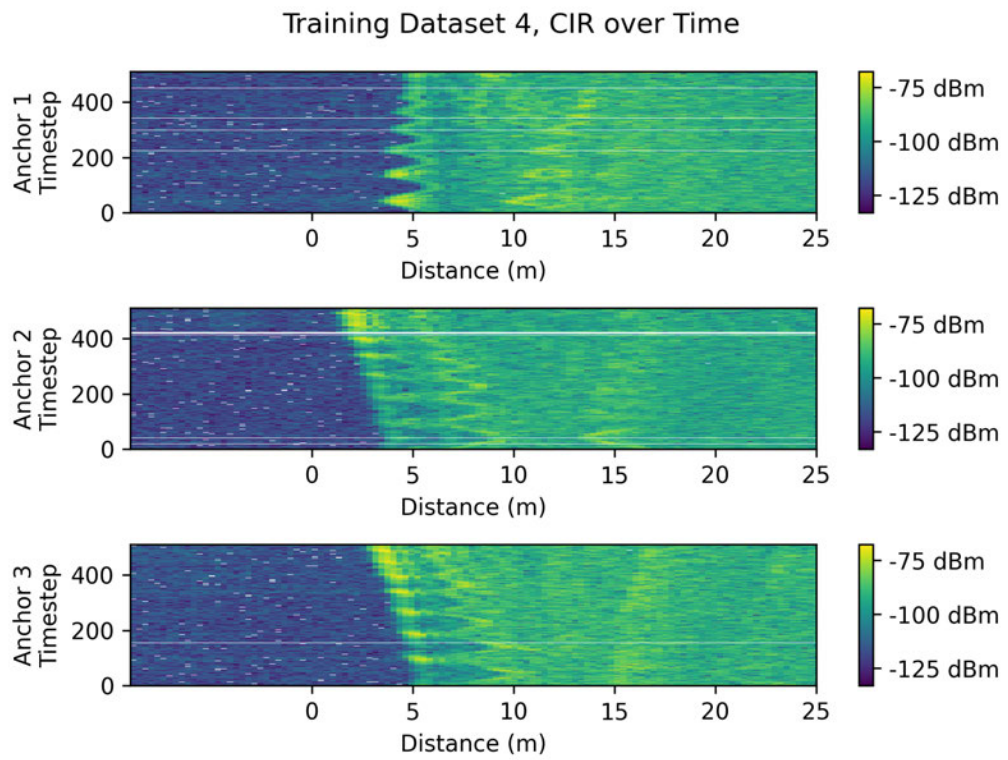 Training Dataset 4, CIR over Time
Anchor 1
Timestep
400
200
0
0 5 10 15 20 25
Distance (m)
-75 dBm
-100 dBm
-125 dBm
Anchor 2
Timestep
400
200
0
0 5 10 15 20 25
Distance (m)
-75 dBm
-100 dBm
-125 dBm
Anchor 3
Timestep
400
200
0
0 5 10 15 20 25
Distance (m)
-75 dBm
-100 dBm
-125 dBm